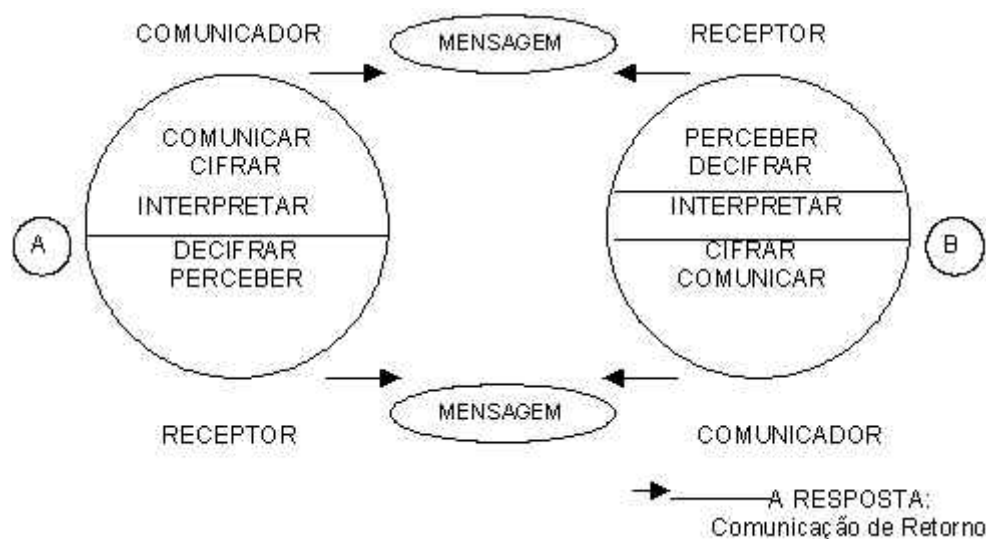 COMUNICADOR
MENSAGEM
RECEPTOR
COMUNICAR
CIFRAR
INTERPRETAR
DECIFRAR
PERCEBER
A
PERCEBER
DECIFRAR
INTERPRETAR
CIFRAR
COMUNICAR
B
MENSAGEM
RECEPTOR
COMUNICADOR
A RESPOSTA:
Comunicação de Retorno